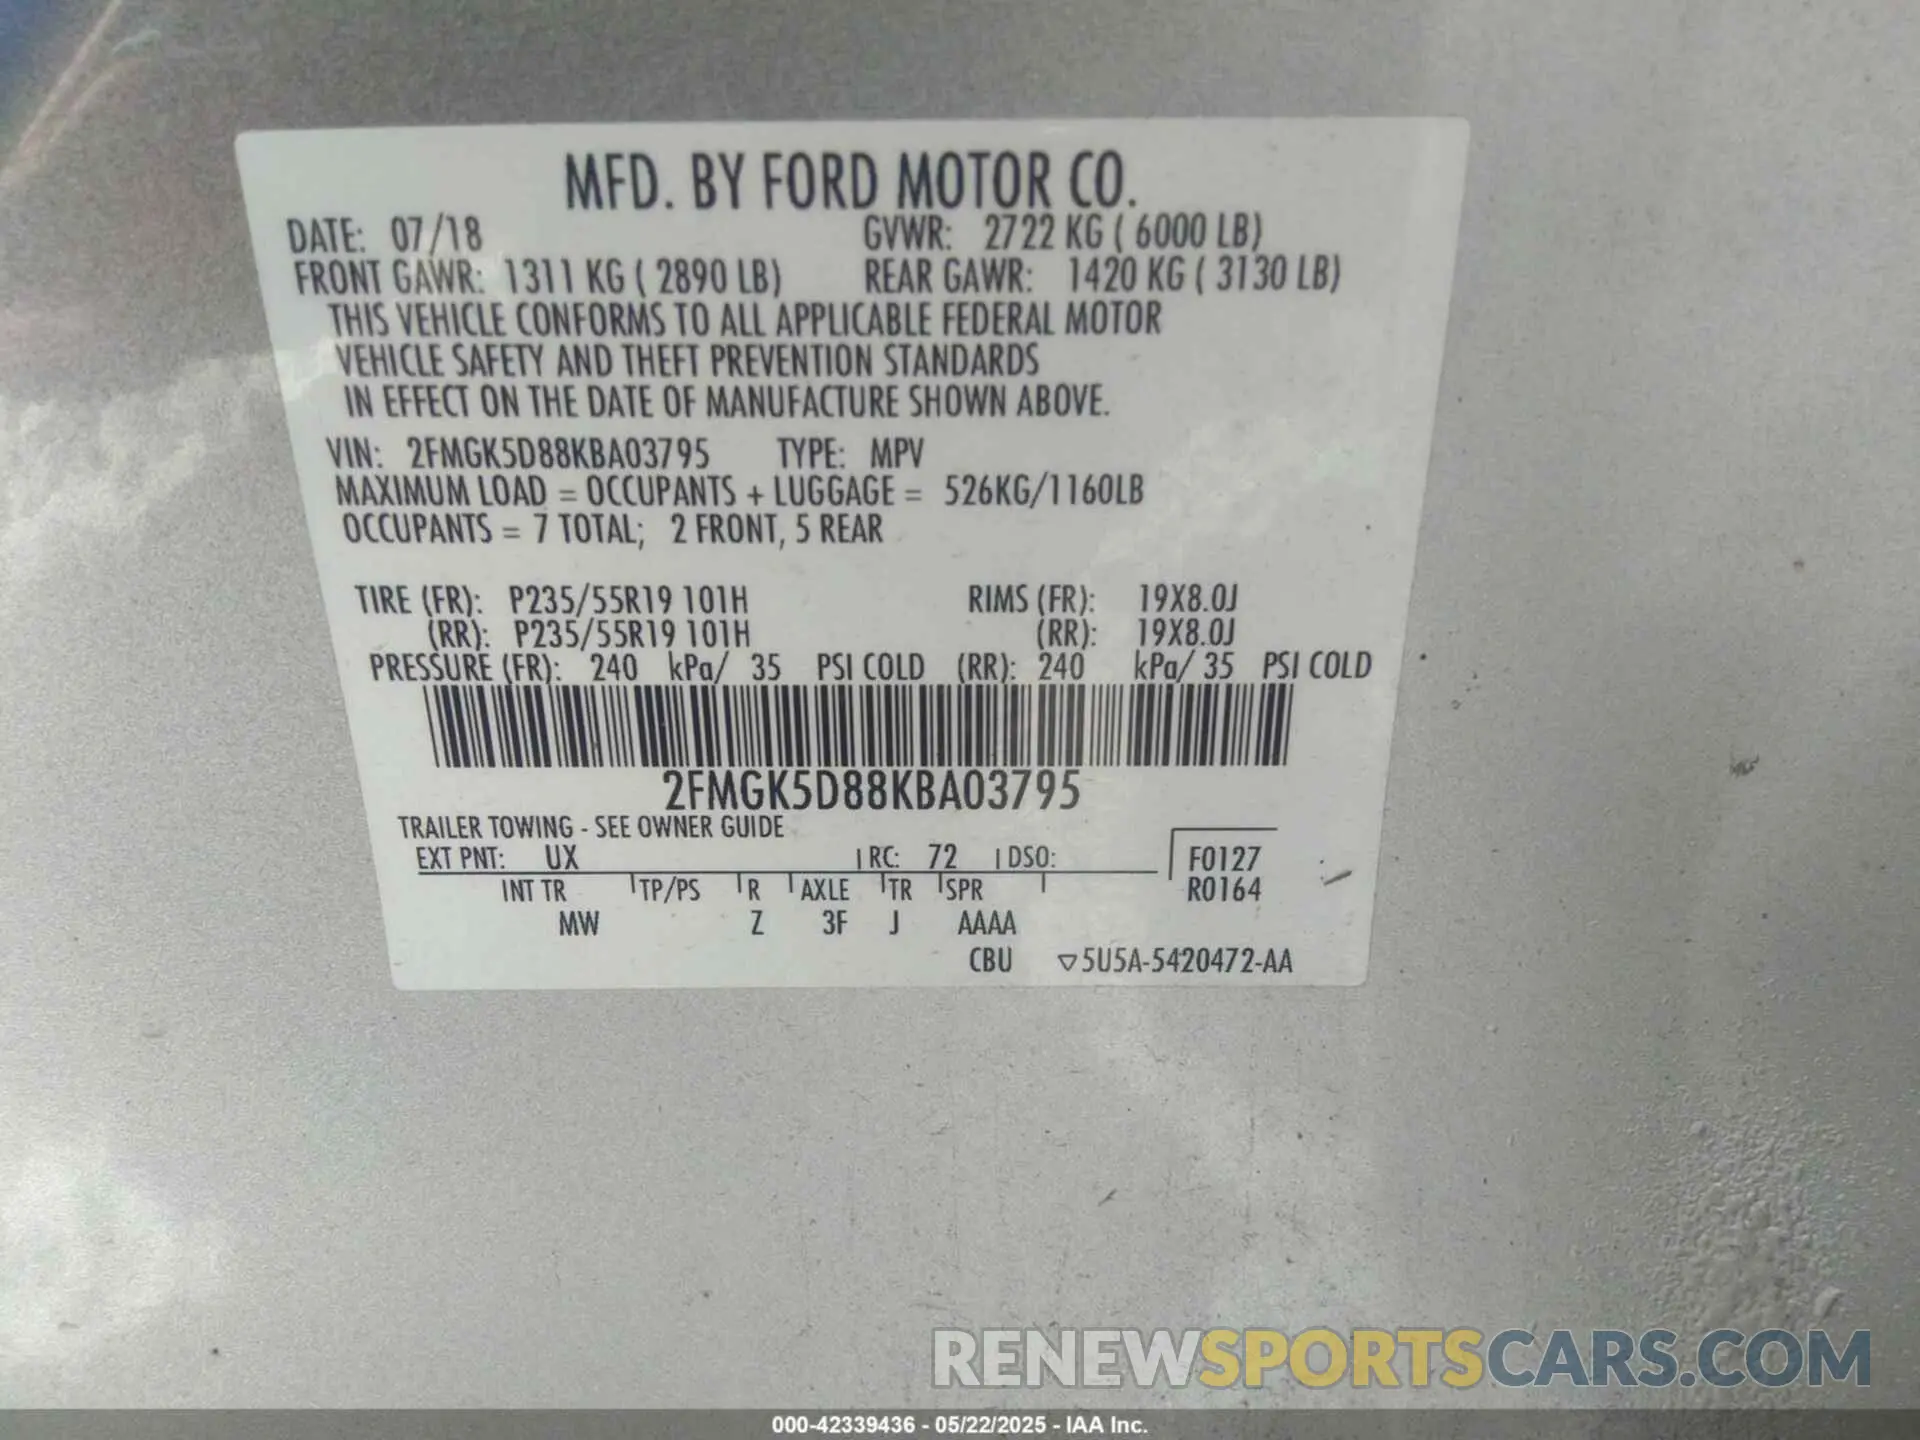 MFD. BY FORD MOTOR CO.
DATE: 07/18 GVWR: 2722 KG ( 6000 LB)
FRONT GAWR: 1311 KG ( 2890 LB) REAR GAWR: 1420 KG ( 3130 LB)
THIS VEHICLE CONFORMS TO ALL APPLICABLE FEDERAL MOTOR
VEHICLE SAFETY AND THEFT PREVENTION STANDARDS
IN EFFECT ON THE DATE OF MANUFACTURE SHOWN ABOVE.
VIN: 2FMGK5D88KBA03795 TYPE: MPV
MAXIMUM LOAD = OCCUPANTS + LUGGAGE = 526KG/1160LB
OCCUPANTS = 7 TOTAL; 2 FRONT, 5 REAR
TIRE (FR): P235/55R19 101H RIMS (FR): 19X8.0J
(RR): P235/55R19 101H (RR): 19X8.0J
PRESSURE (FR): 240 kPa/ 35 PSI COLD (RR): 240 kPa/ 35 PSI COLD
2FMGK5D88KBA03795
TRAILER TOWING - SEE OWNER GUIDE
EXT PNT: UX RC: 72 DSO: F0127
INT TR TP/PS R AXLE TR SPR R0164
MW Z 3F J AAAA
CBU ▽5U5A-5420472-AA
RENEWSPORTSCARS.COM
000-42339436 - 05/22/2025 - IAA Inc.